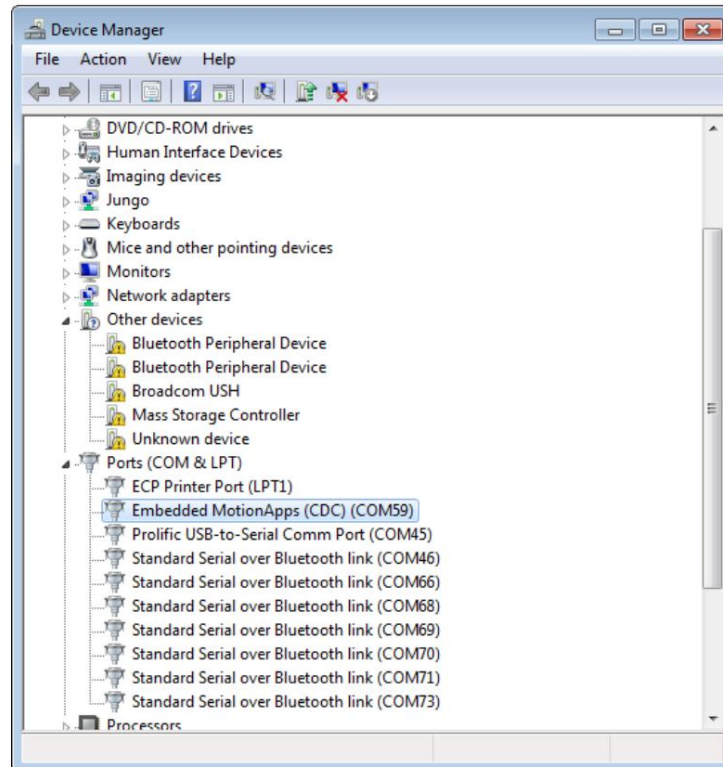 Device Manager
File Action View Help
DVD/CD-ROM drives
Human Interface Devices
Imaging devices
Jungo
Keyboards
Mice and other pointing devices
Monitors
Network adapters
Other devices
Bluetooth Peripheral Device
Bluetooth Peripheral Device
Broadcom USH
Mass Storage Controller
Unknown device
Ports (COM & LPT)
ECP Printer Port (LPT1)
Embedded MotionApps (CDC) (COM59)
Prolific USB-to-Serial Comm Port (COM45)
Standard Serial over Bluetooth link (COM46)
Standard Serial over Bluetooth link (COM66)
Standard Serial over Bluetooth link (COM68)
Standard Serial over Bluetooth link (COM69)
Standard Serial over Bluetooth link (COM70)
Standard Serial over Bluetooth link (COM71)
Standard Serial over Bluetooth link (COM73)
Processors